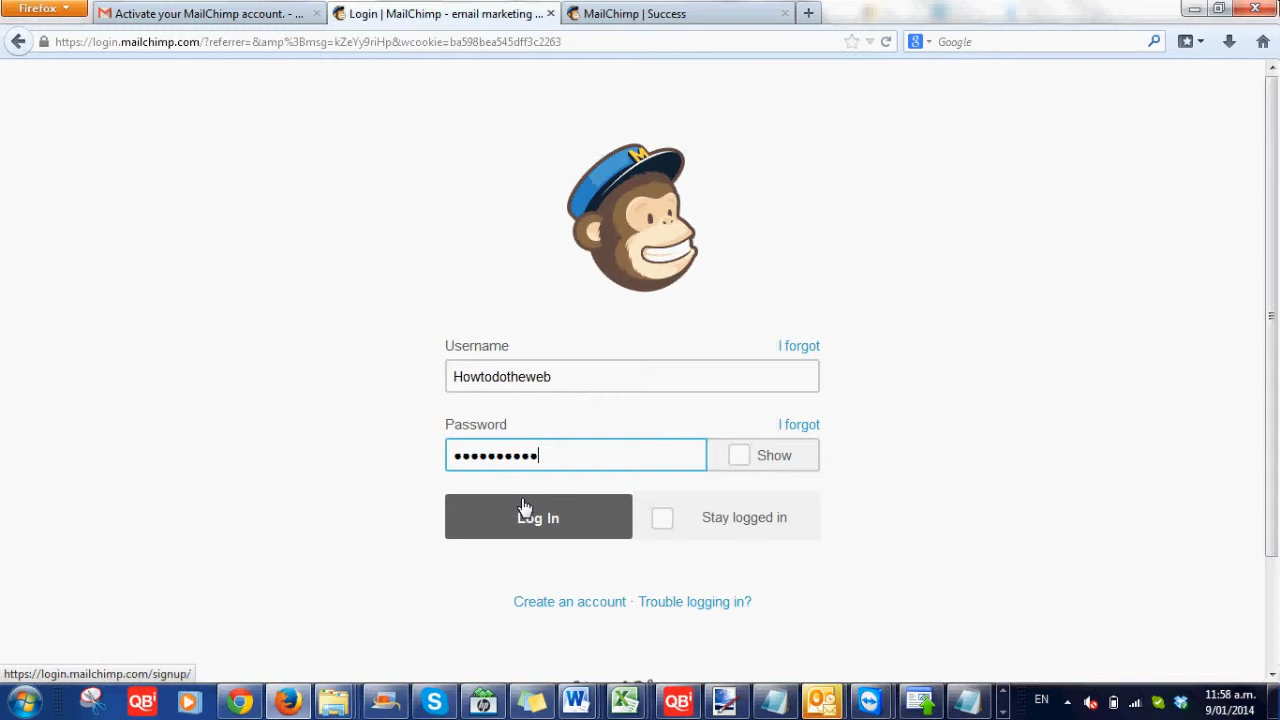 Firefox
Activate your MailChimp account. - ...
Login | MailChimp - email marketing ...
MailChimp | Success
https://login.mailchimp.com/?referrer=&amp%3Bmsg=kZeYy9riHp&wcookie=ba598bea545dff3c2263
Google
M
Username
I forgot
Howtodotheweb
Password
I forgot
Show
Log In
Stay logged in
Create an account · Trouble logging in?
https://login.mailchimp.com/signup/
EN
11:58 a.m.
9/01/2014